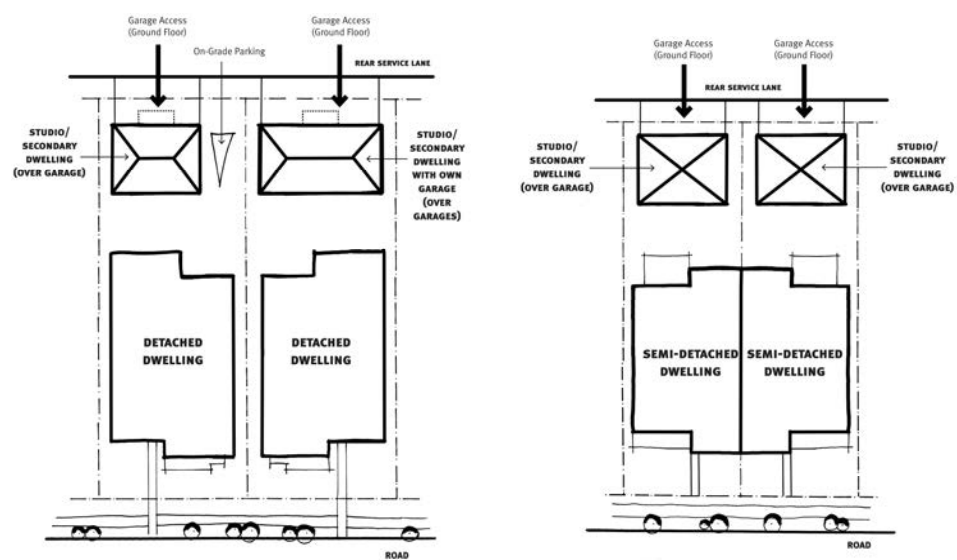 Garage Access
(Ground Floor)
Garage Access
(Ground Floor)
On-Grade Parking
REAR SERVICE LANE
STUDIO/
SECONDARY
DWELLING
(OVER GARAGE)
STUDIO/
SECONDARY
DWELLING
WITH OWN
GARAGE
(OVER
GARAGES)
DETACHED
DWELLING
DETACHED
DWELLING
ROAD
Garage Access
(Ground Floor)
Garage Access
(Ground Floor)
REAR SERVICE LANE
STUDIO/
SECONDARY
DWELLING
(OVER GARAGE)
STUDIO/
SECONDARY
DWELLING
(OVER GARAGE)
SEMI-DETACHED
DWELLING
SEMI-DETACHED
DWELLING
ROAD